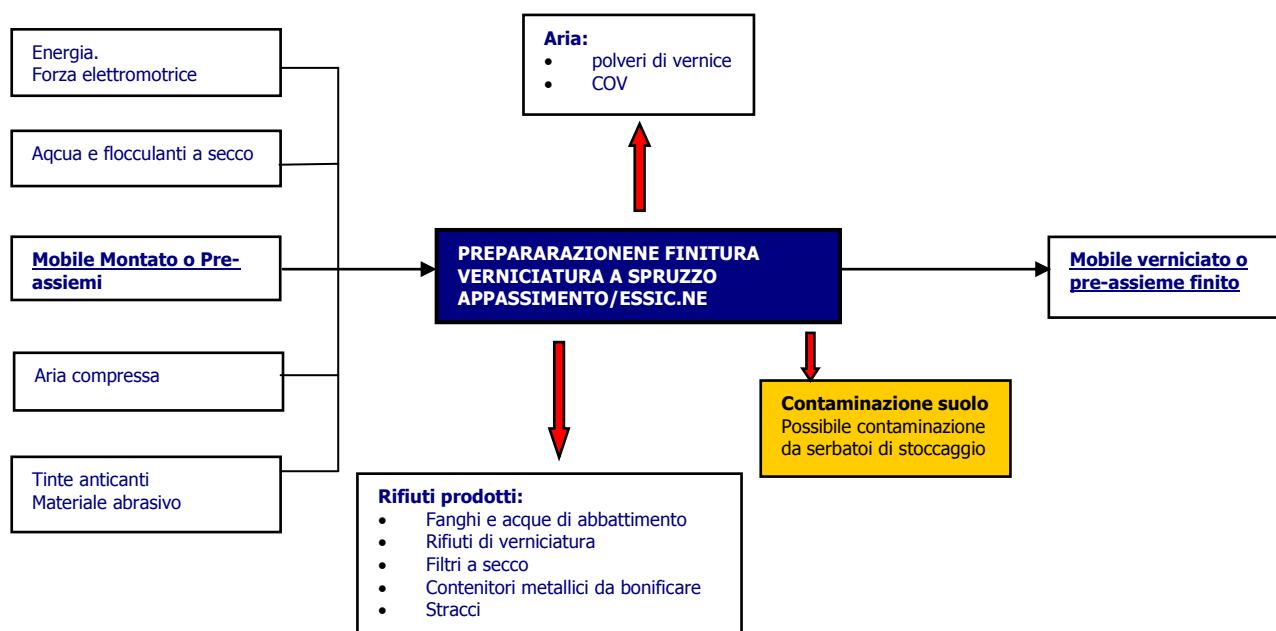 Energia.
Forza elettromotrice
Aqcua e flocculanti a secco
Mobile Montato o Pre-
assiemi
Aria compressa
Tinte anticanti
Materiale abrasivo
Aria:
• polveri di vernice
• COV
PREPARARAZIONENE FINITURA
VERNICIATURA A SPRUZZO
APPASSIMENTO/ESSIC.NE
Mobile verniciato o
pre-assieme finito
Contaminazione suolo
Possibile contaminazione
da serbatoi di stoccaggio
Rifiuti prodotti:
• Fanghi e acque di abbattimento
• Rifiuti di verniciatura
• Filtri a secco
• Contenitori metallici da bonificare
• Stracci